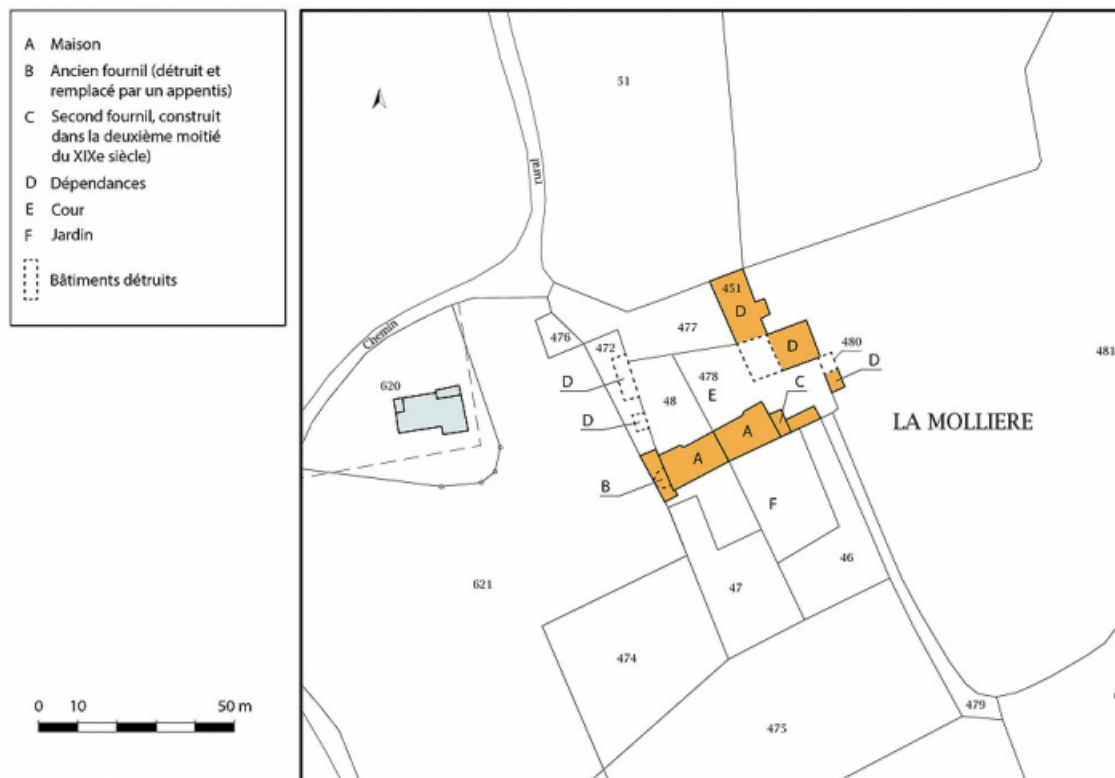 A Maison
B Ancien fournil (détruit et
remplacé par un appentis)
C Second fournil, construit
dans la deuxième moitié
du XIXe siècle)
D Dépendances
E Cour
F Jardin
Bâtiments détruits
0 10 50 m
51
rural
Chemin
451
D
476
472
477
D
480
D
481
620
D
48
478
E
C
D
A
A
LA MOLLIERE
B
F
621
47
46
474
475
479